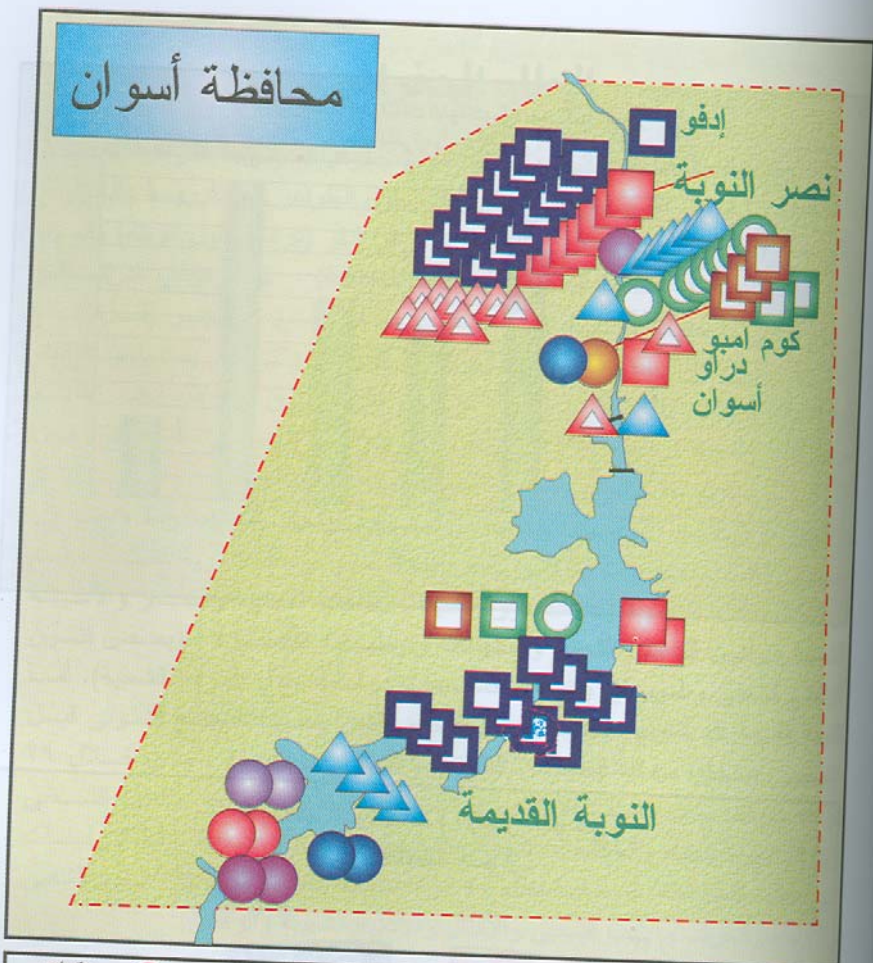 محافظة أسوان
إدفو
نصر النوبة
كوم امبو
دراو
أسوان
النوبة القديمة